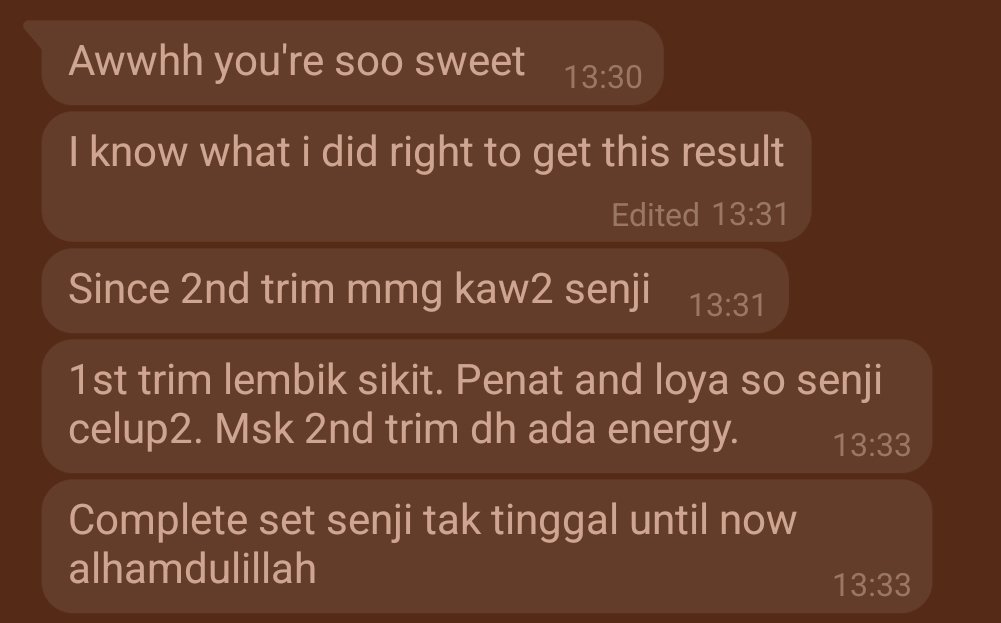 Awwhh you're soo sweet 13:30
I know what i did right to get this result
Edited 13:31
Since 2nd trim mmg kaw2 senji 13:31
1st trim lembik sikit. Penat and loya so senji
celup2. Msk 2nd trim dh ada energy. 13:33
Complete set senji tak tinggal until now
alhamdulillah 13:33